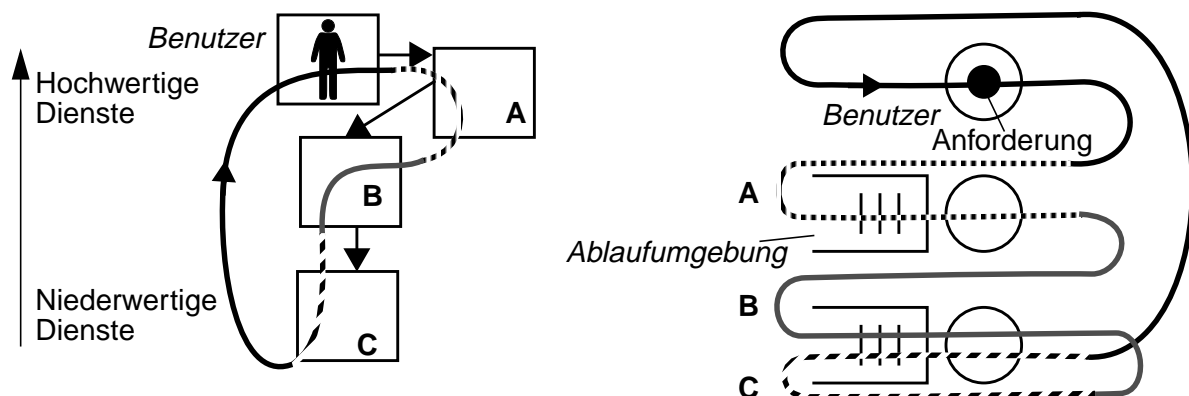 Benutzer
Hochwertige
Dienste
A
B
Niederwertige
Dienste
C
Benutzer
Anforderung
A
Ablaufumgebung
B
C